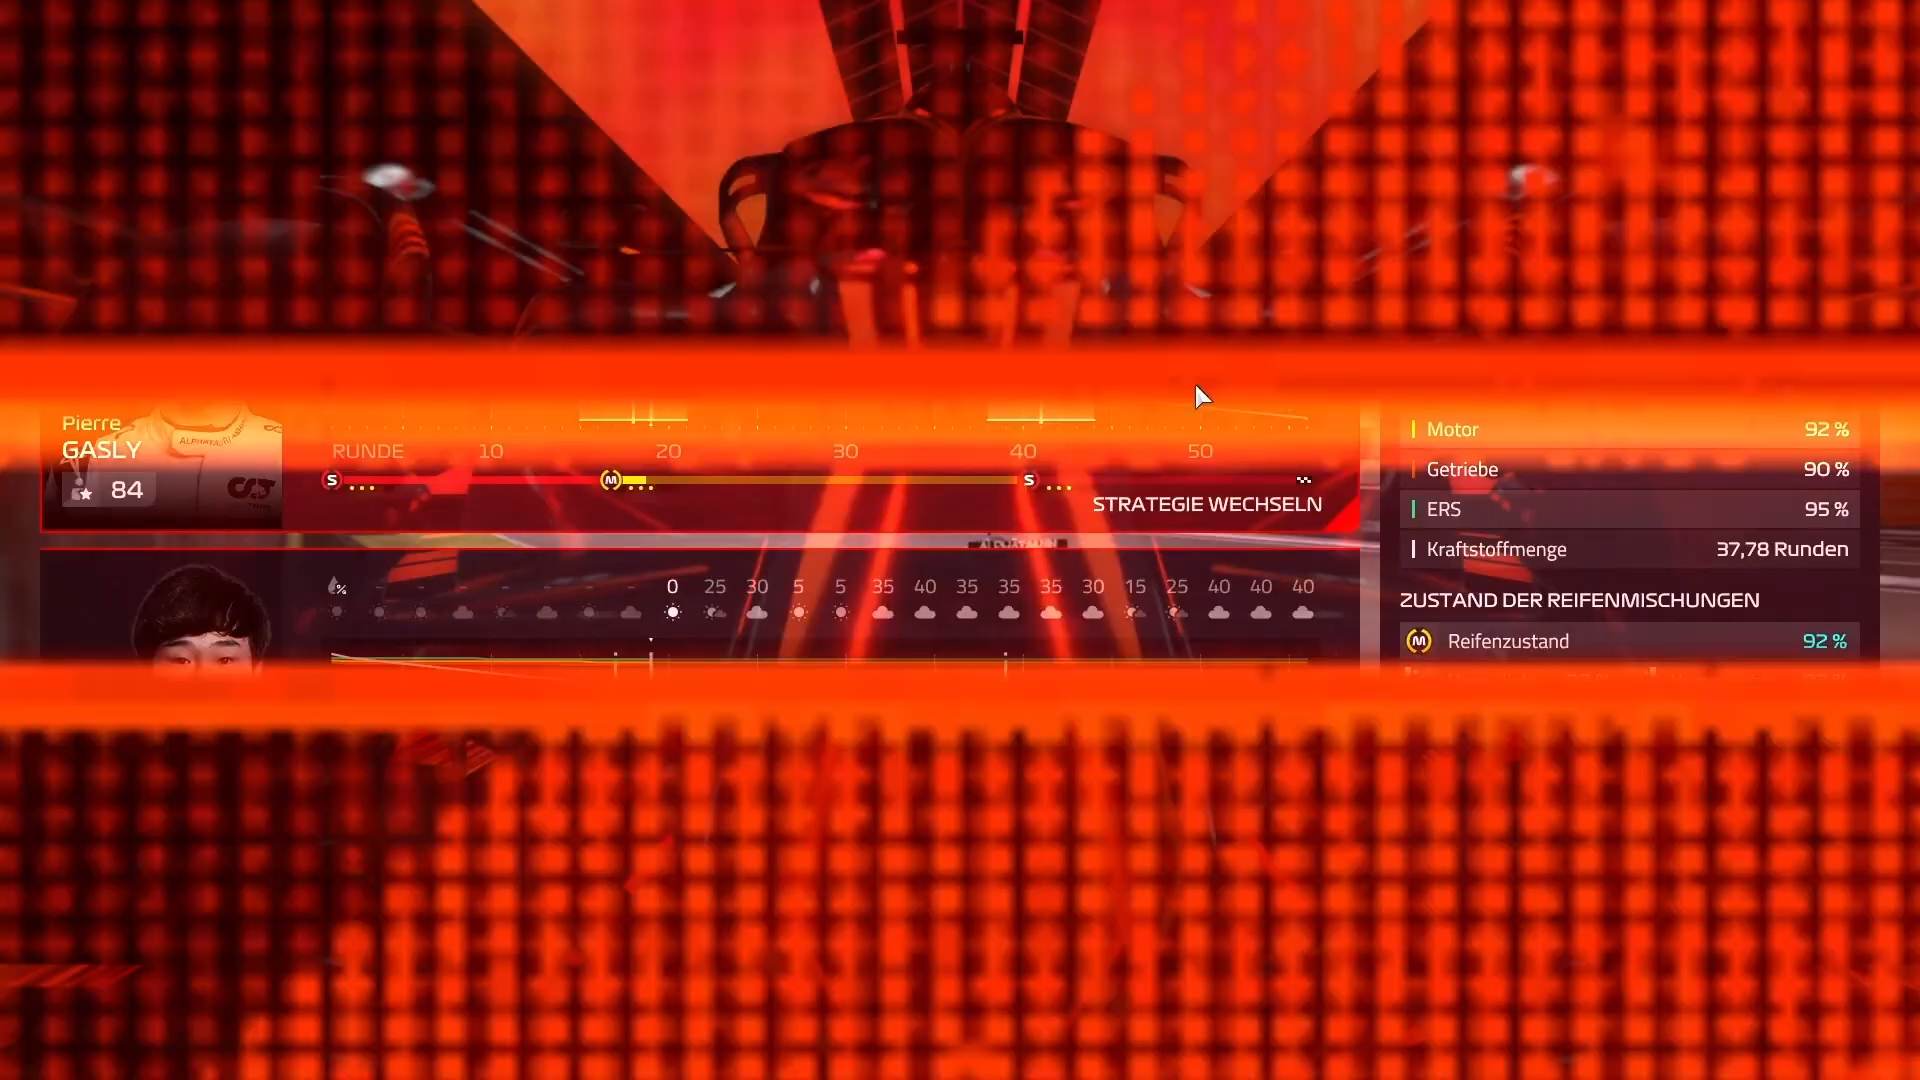 Pierre
GASLY
84
RUNDE 10 20 30 40 50
S M S
STRATEGIE WECHSELN
Motor 92 %
Getriebe 90 %
ERS 95 %
Kraftstoffmenge 37,78 Runden
% - - - - - - - 0 25 30 5 5 35 40 35 35 35 30 15 25 40 40 40
ZUSTAND DER REIFENMISCHUNGEN
M Reifenzustand 92 %